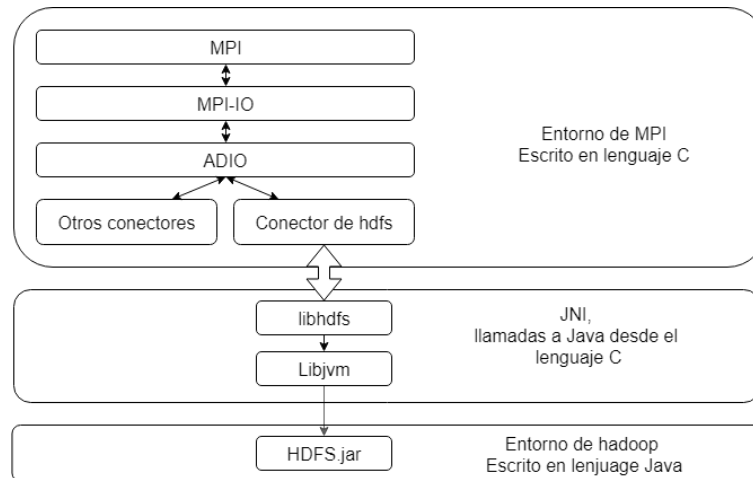 MPI
MPI-IO
ADIO
Otros conectores
Conector de hdfs
Entorno de MPI
Escrito en lenguaje C
libhdfs
Libjvm
JNI,
llamadas a Java desde el
lenguaje C
HDFS.jar
Entorno de hadoop
Escrito en lenjuage Java